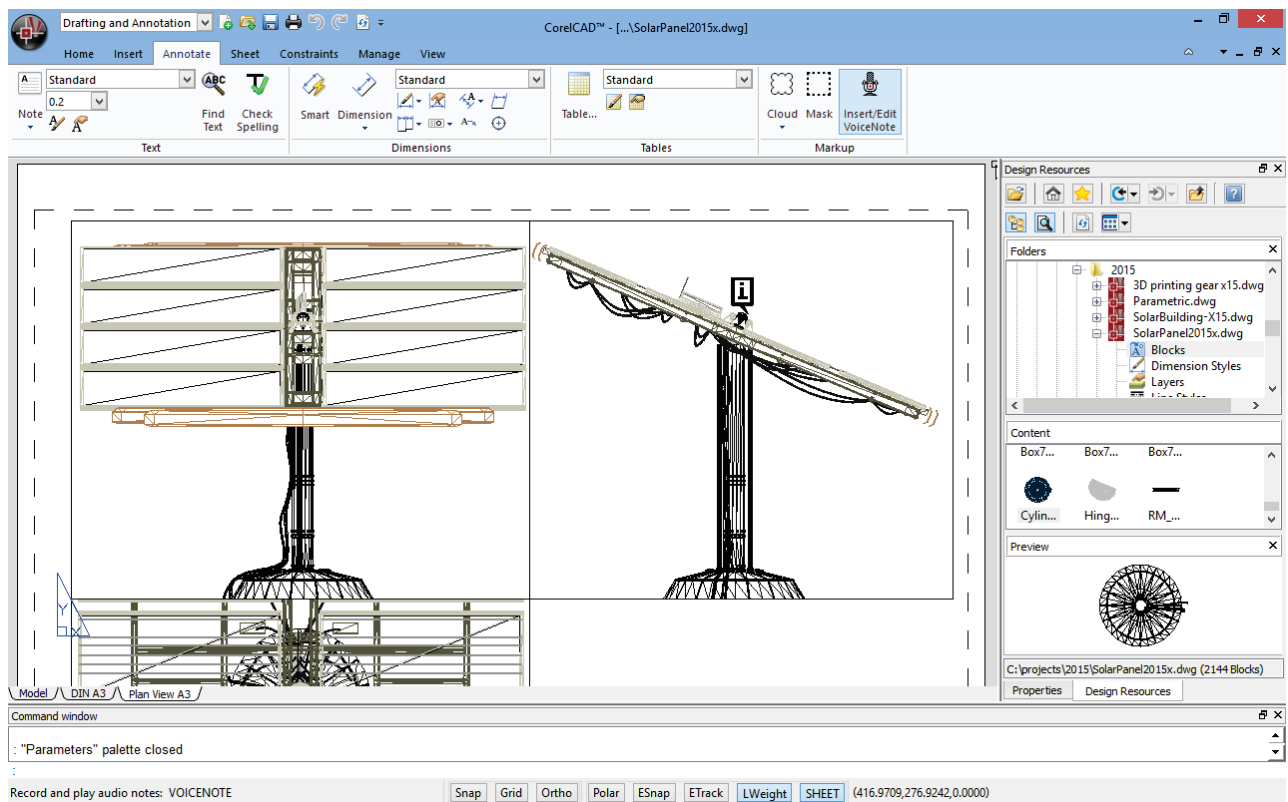 Drafting and Annotation
CorelCAD™ - [...\SolarPanel2015x.dwg]
Home Insert Annotate Sheet Constraints Manage View
Standard
0.2
Note
Find Text
Check Spelling
Text
Smart
Dimension
Standard
Dimensions
Table...
Standard
Tables
Cloud
Mask
Insert/Edit VoiceNote
Markup
Design Resources
Folders
2015
3D printing gear x15.dwg
Parametric.dwg
SolarBuilding-X15.dwg
SolarPanel2015x.dwg
Blocks
Dimension Styles
Layers
Content
Box7... Box7... Box7...
Cylin... Hing... RM_...
Preview
C:\projects\2015\SolarPanel2015x.dwg (2144 Blocks)
Properties Design Resources
Y
X
Model DIN A3 Plan View A3
Command window
: "Parameters" palette closed
:
Record and play audio notes: VOICENOTE
Snap Grid Ortho Polar ESnap ETrack LWeight SHEET (416.9709,276.9242,0.0000)